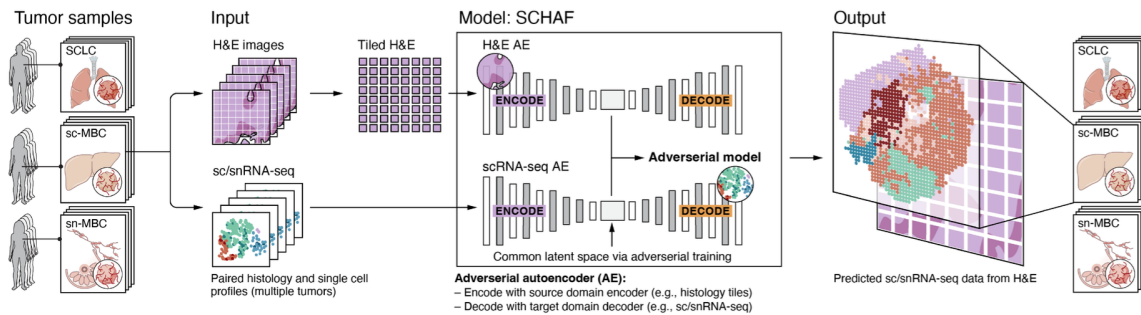 Tumor samples
SCLC
sc-MBC
sn-MBC
Input
H&E images
Tiled H&E
sc/snRNA-seq
Paired histology and single cell
profiles (multiple tumors)
Model: SCHAF
H&E AE
ENCODE
DECODE
Adverserial model
scRNA-seq AE
ENCODE
DECODE
Common latent space via adverserial training
Adverserial autoencoder (AE):
– Encode with source domain encoder (e.g., histology tiles)
– Decode with target domain decoder (e.g., sc/snRNA-seq)
Output
Predicted sc/snRNA-seq data from H&E
SCLC
sc-MBC
sn-MBC